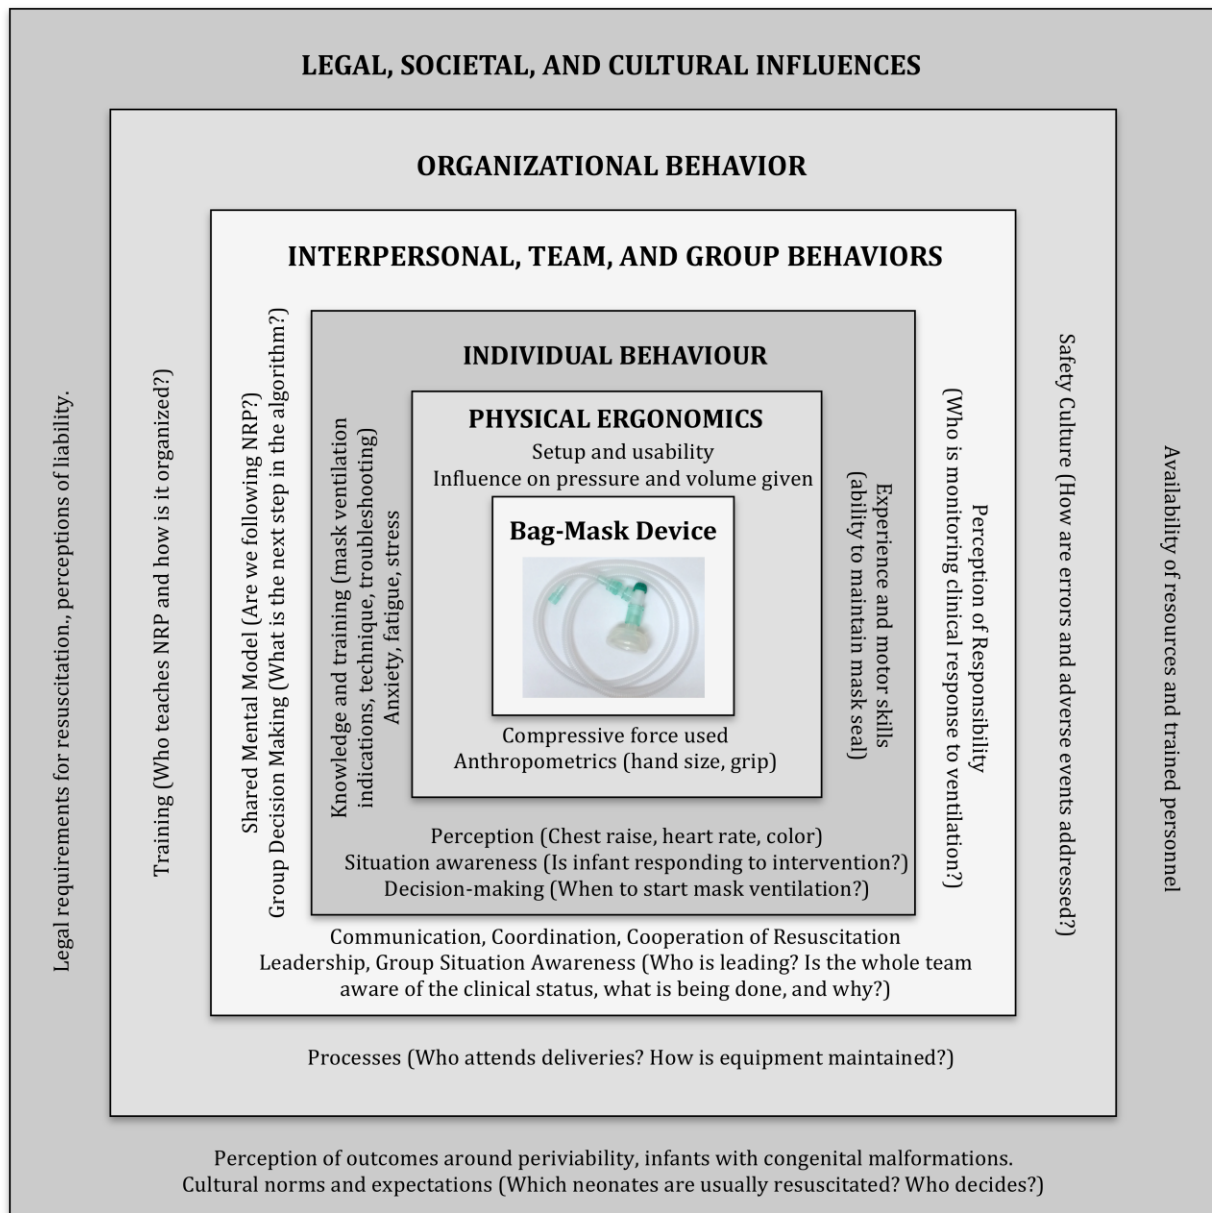 LEGAL, SOCIETAL, AND CULTURAL INFLUENCES
ORGANIZATIONAL BEHAVIOR
INTERPERSONAL, TEAM, AND GROUP BEHAVIORS
INDIVIDUAL BEHAVIOUR
PHYSICAL ERGONOMICS
Setup and usability
Influence on pressure and volume given
Bag-Mask Device
Compressive force used
Anthropometrics (hand size, grip)
Knowledge and training (mask ventilation
indications, technique, troubleshooting)
Anxiety, fatigue, stress
Experience and motor skills
(ability to maintain mask seal)
Perception (Chest raise, heart rate, color)
Situation awareness (Is infant responding to intervention?)
Decision-making (When to start mask ventilation?)
Shared Mental Model (Are we following NRP?)
Group Decision Making (What is the next step in the algorithm?)
Perception of Responsibility
(Who is monitoring clinical response to ventilation?)
Communication, Coordination, Cooperation of Resuscitation
Leadership, Group Situation Awareness (Who is leading? Is the whole team
aware of the clinical status, what is being done, and why?)
Training (Who teaches NRP and how is it organized?)
Safety Culture (How are errors and adverse events addressed?)
Processes (Who attends deliveries? How is equipment maintained?)
Legal requirements for resuscitation., perceptions of liability.
Availability of resources and trained personnel
Perception of outcomes around periviability, infants with congenital malformations.
Cultural norms and expectations (Which neonates are usually resuscitated? Who decides?)